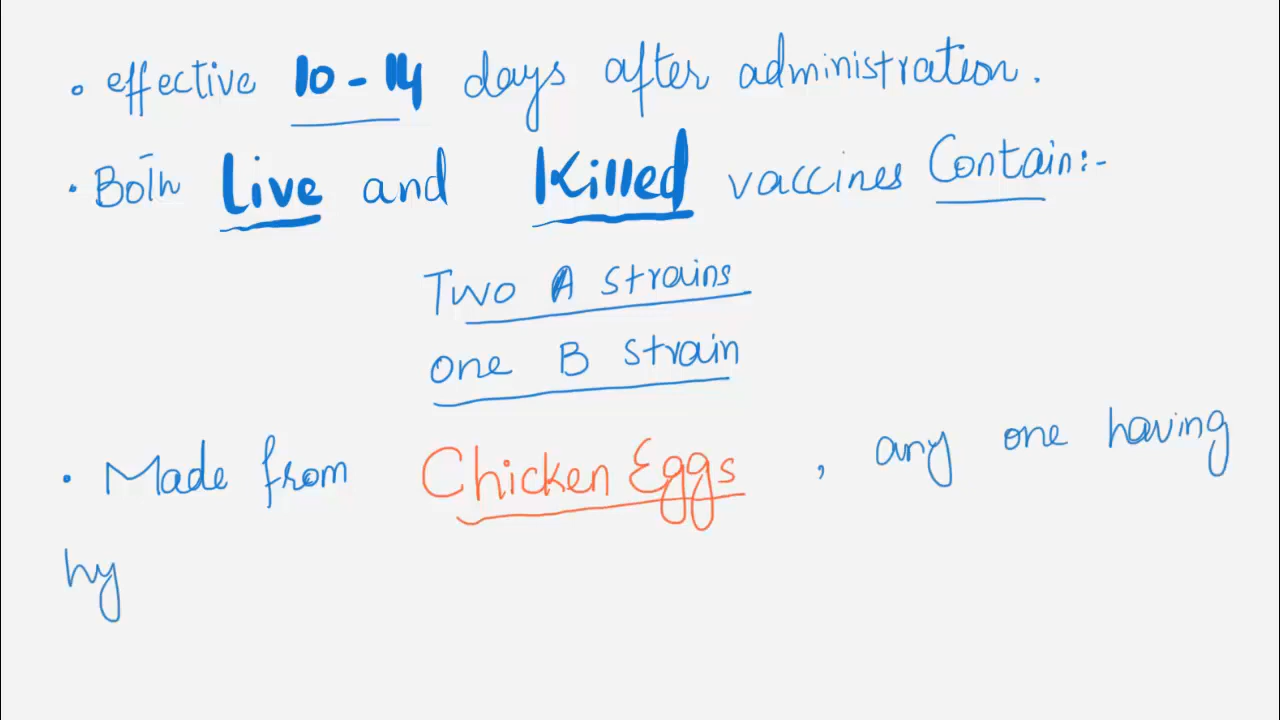 • effective 10 - 14 days after administration.
• Both Live and Killed vaccines Contain:-
Two A strains
one B strain
• Made from Chicken Eggs, any one having
hy